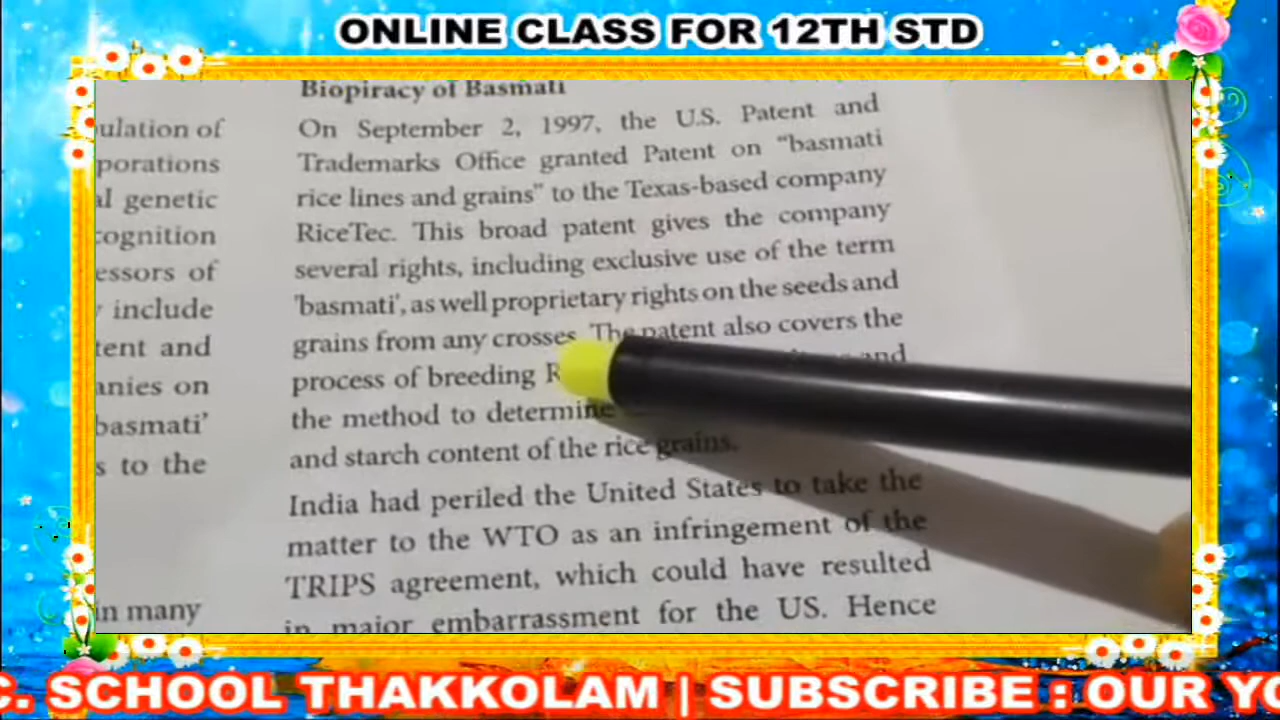 ONLINE CLASS FOR 12TH STD
ulation of
porations
al genetic
cognition
essors of
include
tent and
anies on
basmati’
s to the
in many
Biopiracy of Basmati
On September 2, 1997, the U.S. Patent and
Trademarks Office granted Patent on “basmati
rice lines and grains” to the Texas-based company
RiceTec. This broad patent gives the company
several rights, including exclusive use of the term
'basmati', as well proprietary rights on the seeds and
grains from any crosses. The patent also covers the
process of breeding R and
the method to determine
and starch content of the rice grains.
India had periled the United States to take the
matter to the WTO as an infringement of the
TRIPS agreement, which could have resulted
in major embarrassment for the US. Hence
C. SCHOOL THAKKOLAM | SUBSCRIBE : OUR YO